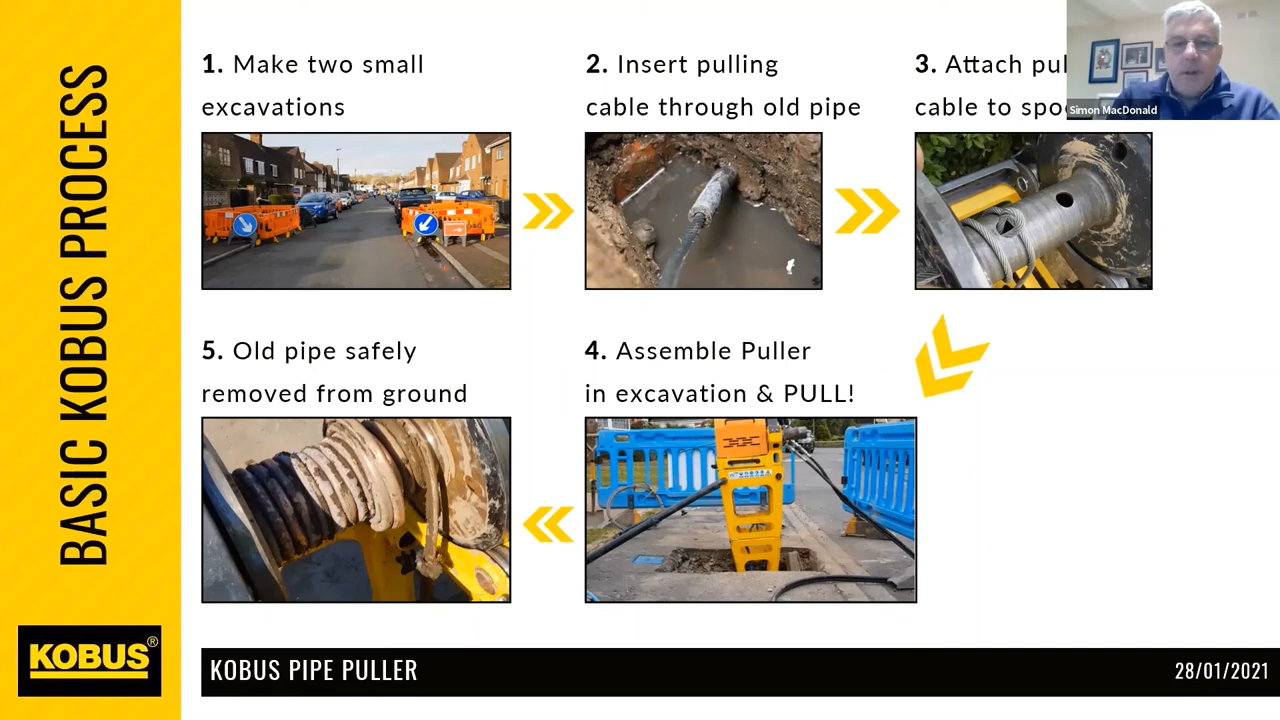 BASIC KOBUS PROCESS
1. Make two small
excavations
2. Insert pulling
cable through old pipe
3. Attach
cable to
Simon MacDonald
4. Assemble Puller
in excavation & PULL!
5. Old pipe safely
removed from ground
KOBUS®
KOBUS PIPE PULLER
28/01/2021